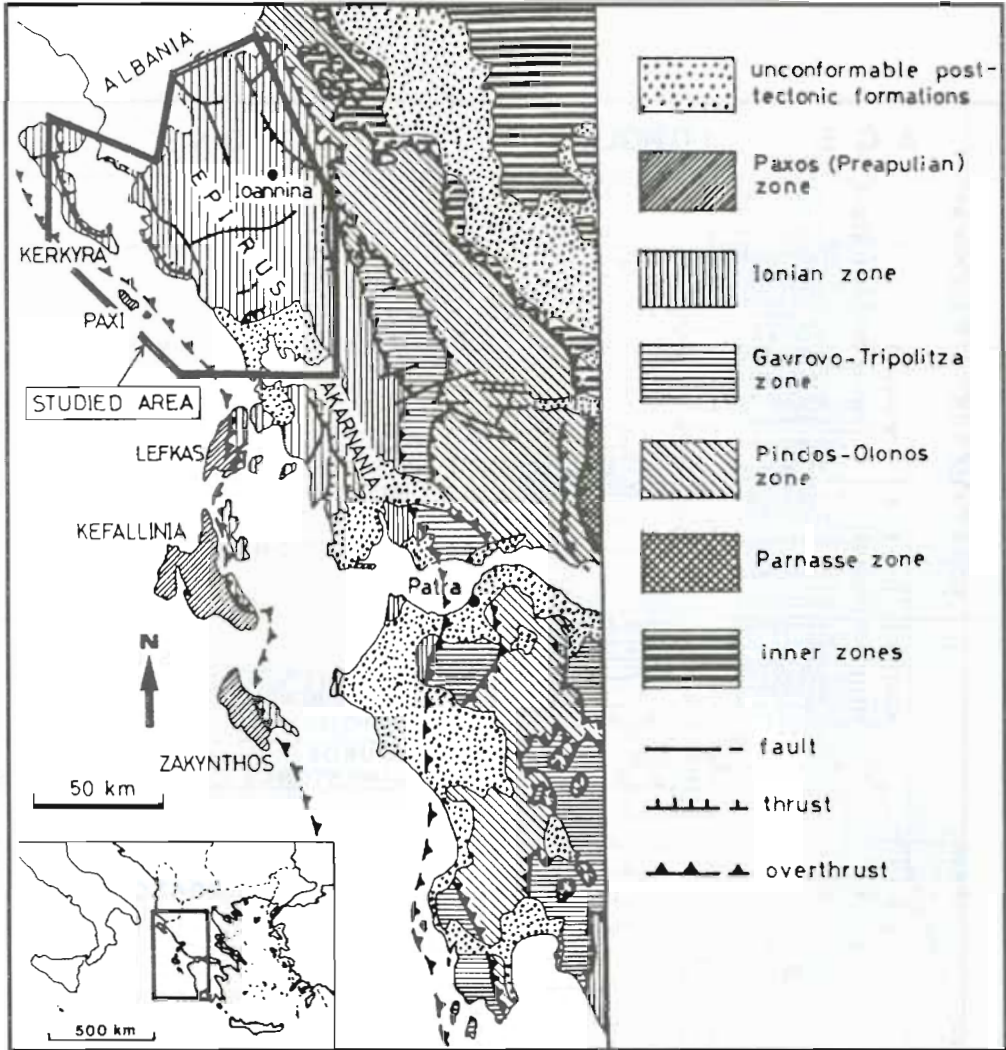 ALBANIA
EPIRUS
Ioannina
KERKYRA
PAXI
STUDIED AREA
AKARNANIA
LEFKAS
KEFALLINIA
Patra
N
ZAKYNTHOS
50 km
500 km
unconformable post-
tectonic formations
Paxos (Preapulian)
zone
Ionian zone
Gavrovo-Tripolitza
zone
Pindos-Olonos
zone
Parnasse zone
inner zones
fault
thrust
overthrust